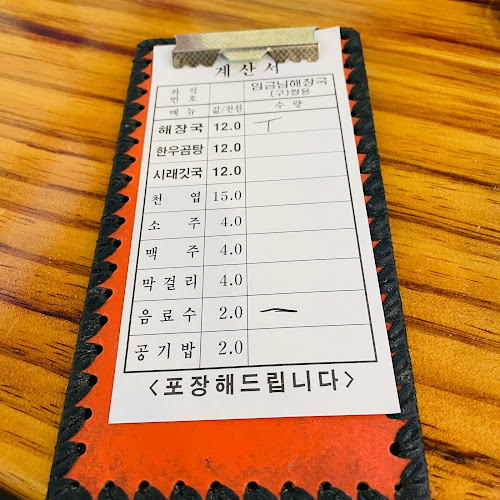 계산서
좌석번호 임금님해장국 (구)쌍용
메뉴 값/천원 수량
해장국 12.0 T
한우곰탕 12.0
시래깃국 12.0
천엽 15.0
소주 4.0
맥주 4.0
막걸리 4.0
음료수 2.0 一
공기밥 2.0
<포장해드립니다>